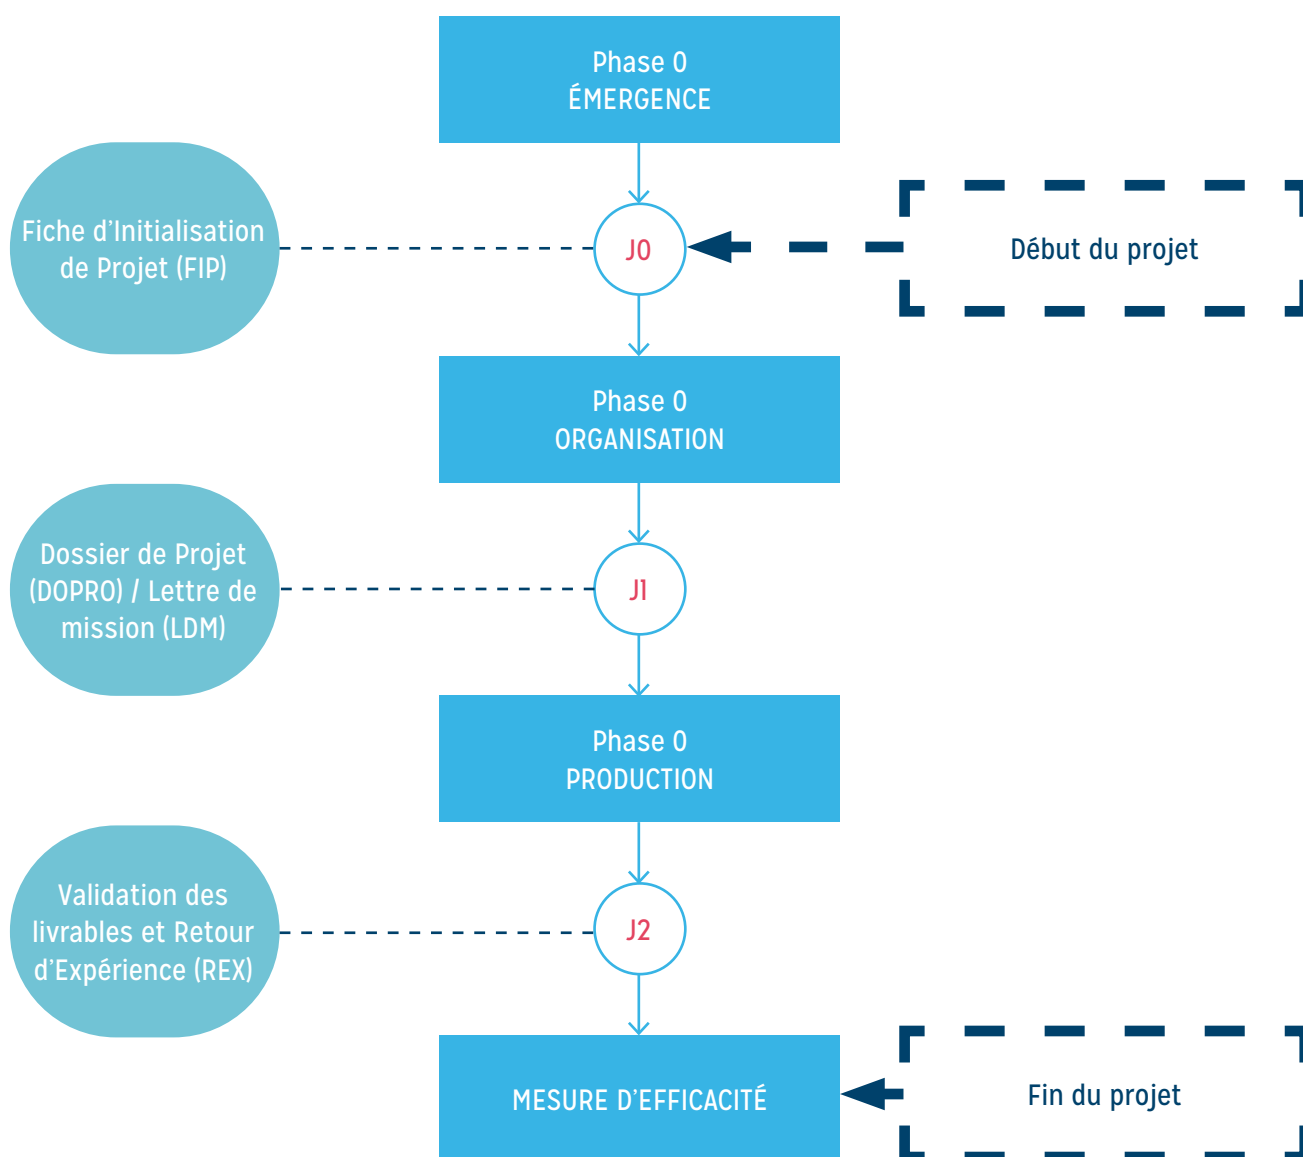 Phase 0
ÉMERGENCE
Fiche d'Initialisation
de Projet (FIP)
J0
Début du projet
Phase 0
ORGANISATION
Dossier de Projet
(DOPRO) / Lettre de
mission (LDM)
J1
Phase 0
PRODUCTION
Validation des
livrables et Retour
d'Expérience (REX)
J2
MESURE D'EFFICACITÉ
Fin du projet